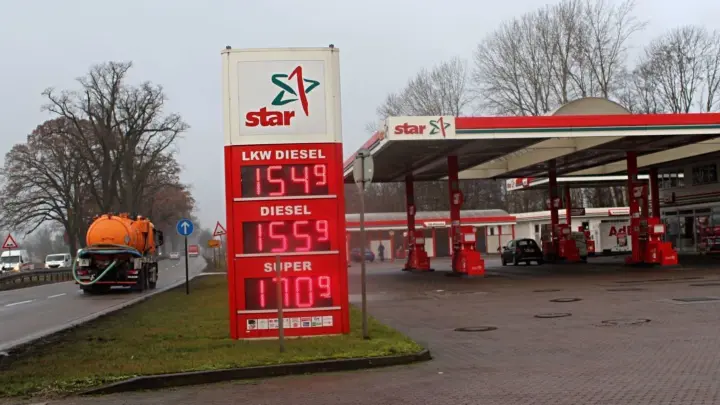 star
LKW DIESEL
154⁹
DIESEL
155⁹
SUPER
170⁹
star